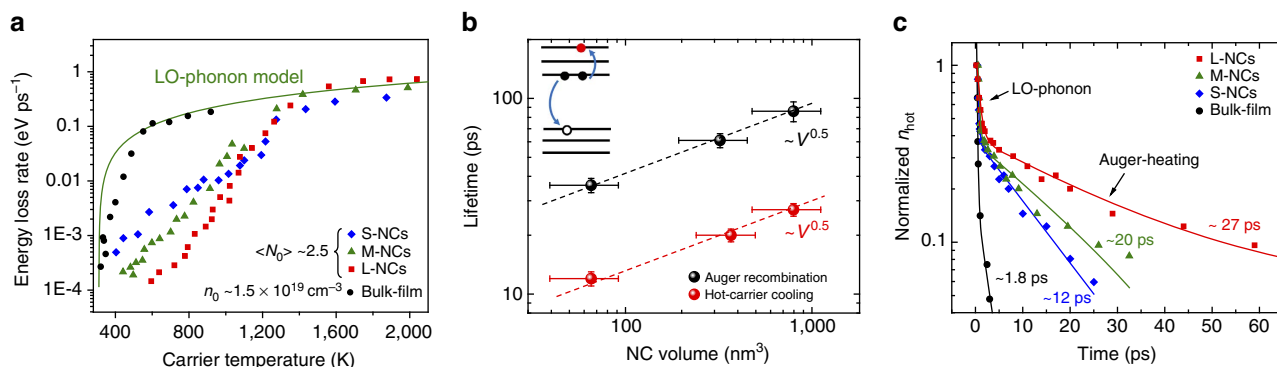 a
Energy loss rate (eV ps⁻¹)
1
0.1
0.01
1E-3
1E-4
LO-phonon model
<N₀> ~2.5
S-NCs
M-NCs
L-NCs
n₀ ~1.5 × 10¹⁹ cm⁻³
Bulk-film
400 800 1,200 1,600 2,000
Carrier temperature (K)
b
Lifetime (ps)
100
10
~V⁰·⁵
~V⁰·⁵
Auger recombination
Hot-carrier cooling
100 1,000
NC volume (nm³)
c
Normalized n_hot
1
0.1
L-NCs
M-NCs
S-NCs
Bulk-film
LO-phonon
Auger-heating
~27 ps
~20 ps
~1.8 ps
~12 ps
0 10 20 30 40 50 60
Time (ps)